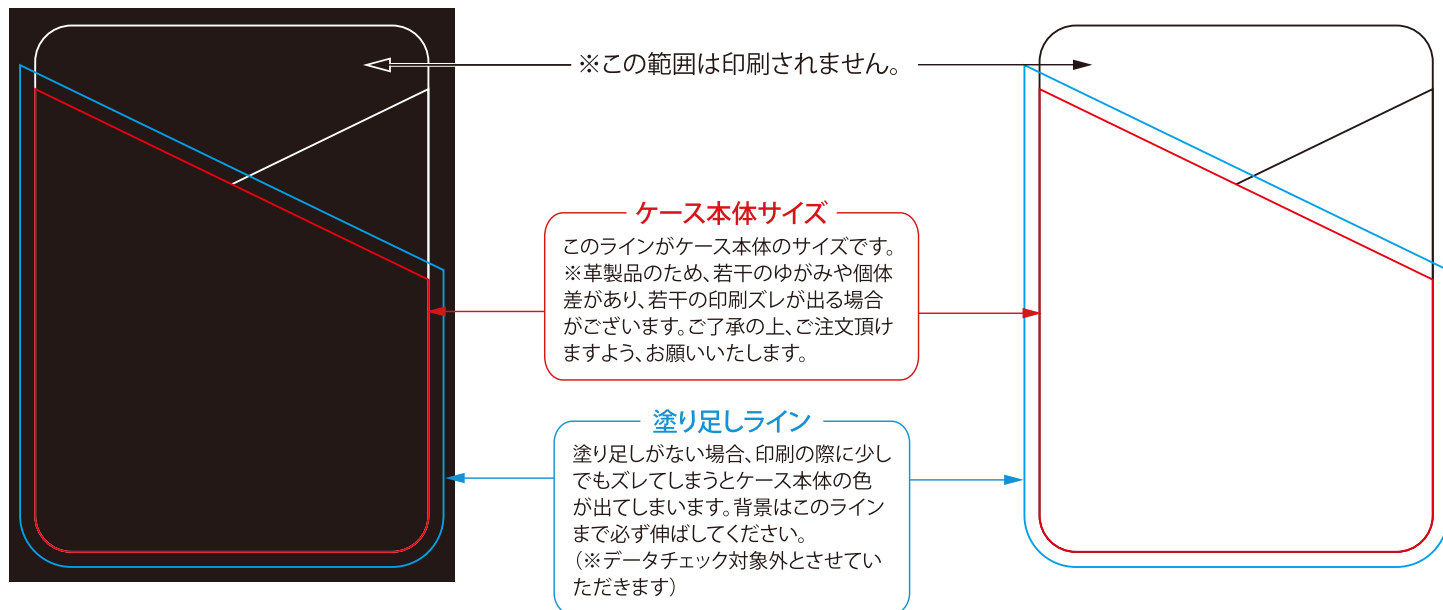 ※この範囲は印刷されません。
ケース本体サイズ
このラインがケース本体のサイズです。
※革製品のため、若干のゆがみや個体
差があり、若干の印刷ズレが出る場合
がございます。ご了承の上、ご注文頂け
ますよう、お願いいたします。
塗り足しライン
塗り足しがない場合、印刷の際に少し
でもズレてしまうとケース本体の色
が出てしまいます。背景はこのライン
まで必ず伸ばしてください。
（※データチェック対象外とさせてい
ただきます）